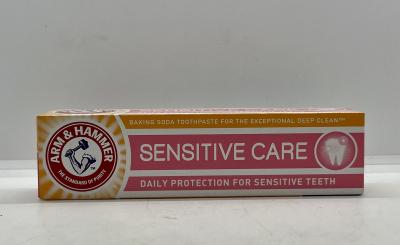 BAKING SODA TOOTHPASTE FOR THE EXCEPTIONAL DEEP CLEAN™
ARM & HAMMER
THE STANDARD OF PURITY
SENSITIVE CARE
DAILY PROTECTION FOR SENSITIVE TEETH